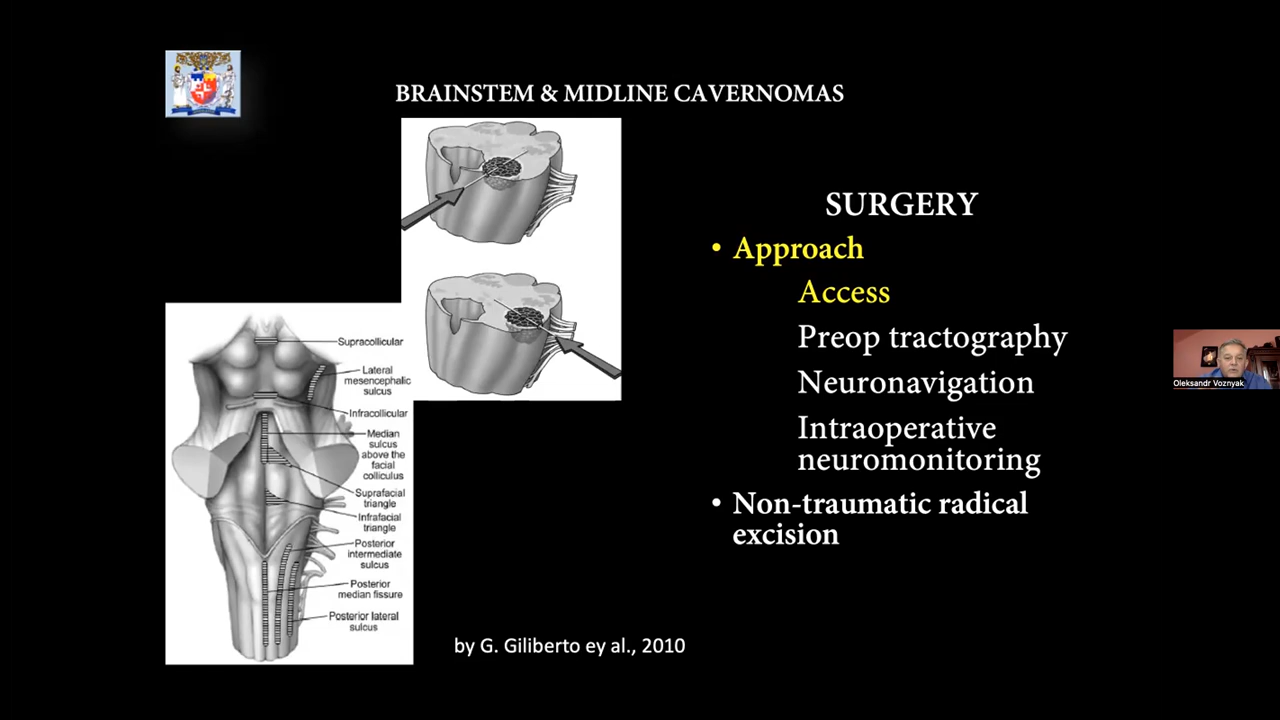 BRAINSTEM & MIDLINE CAVERNOMAS
Supracollicular
Lateral
mesencephalic
sulcus
Infracollicular
Median
sulcus
above the
facial
colliculus
Suprafacial
triangle
Infrafacial
triangle
Posterior
intermediate
sulcus
Posterior
median fissure
Posterior lateral
sulcus
by G. Giliberto ey al., 2010
SURGERY
• Approach
Access
Preop tractography
Neuronavigation
Intraoperative
neuromonitoring
• Non-traumatic radical
excision
Oleksandr Voznyak